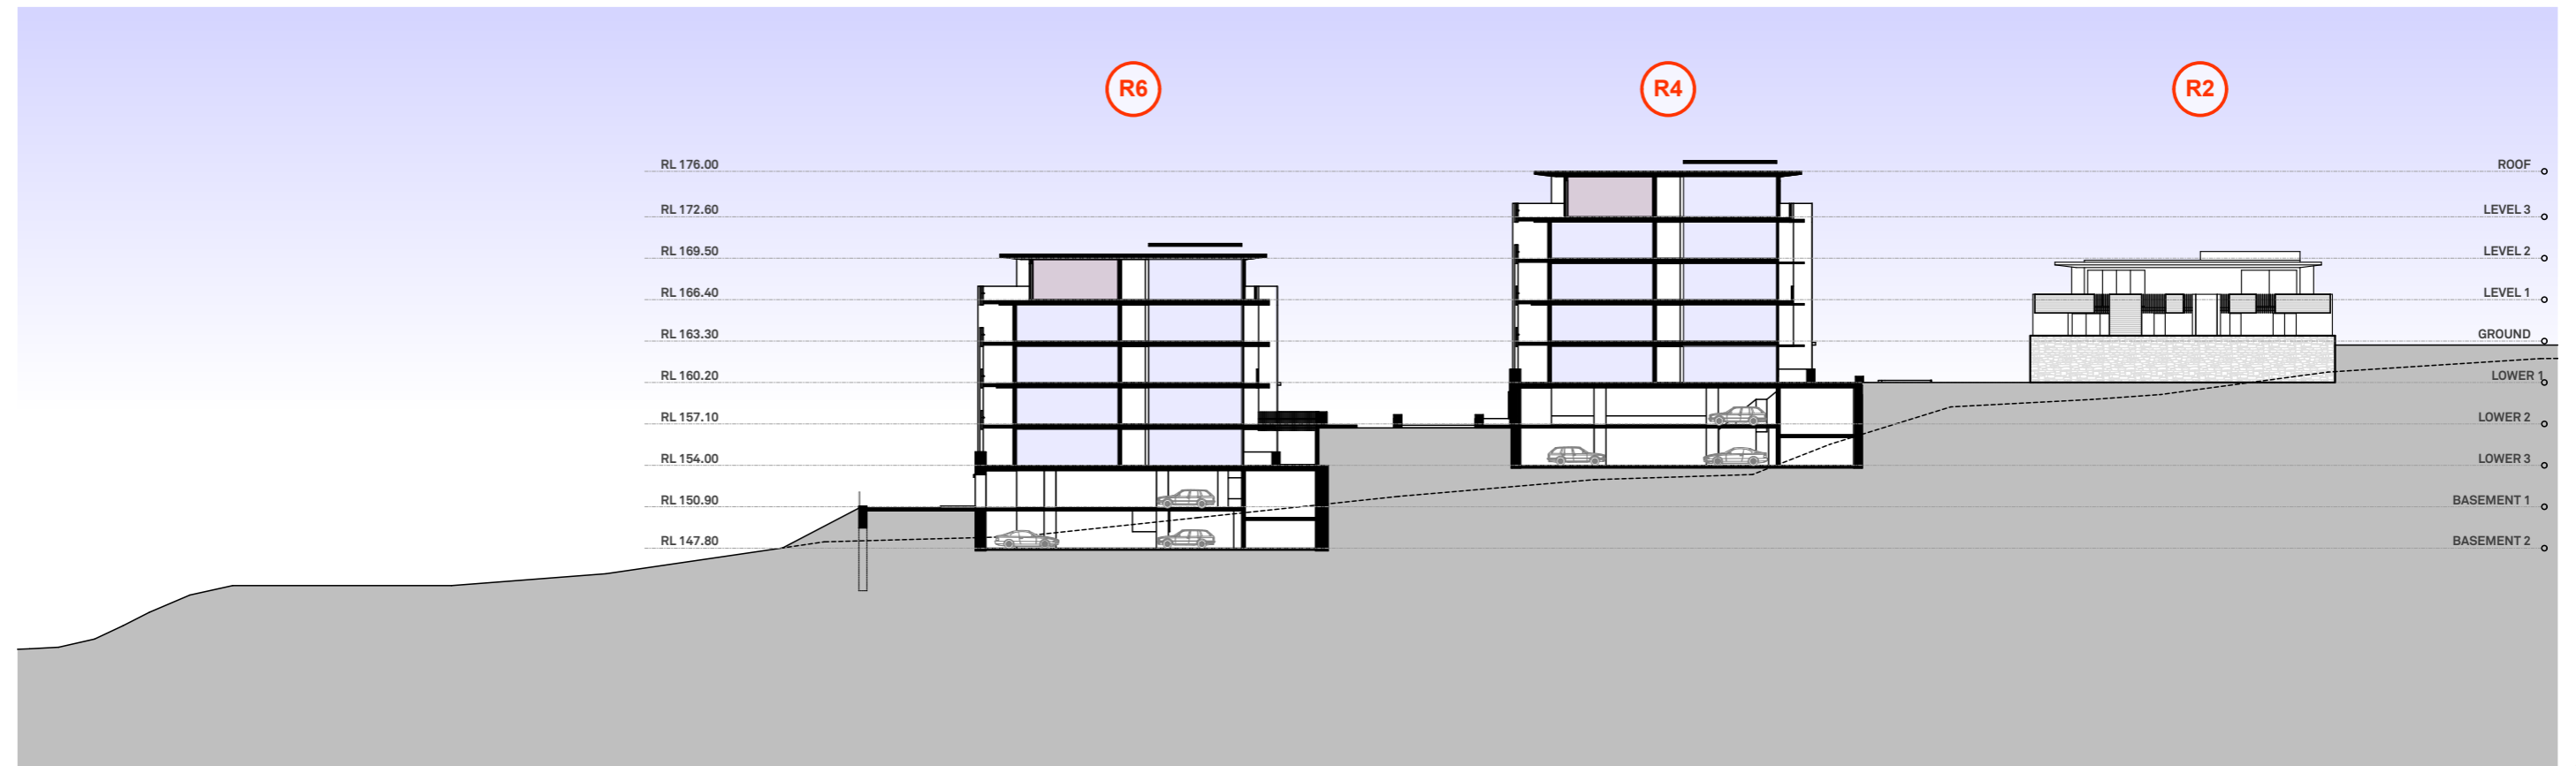 R6
R4
R2
RL 176.00
ROOF
RL 172.60
LEVEL 3
RL 169.50
LEVEL 2
RL 166.40
LEVEL 1
RL 163.30
GROUND
RL 160.20
LOWER 1
RL 157.10
LOWER 2
RL 154.00
LOWER 3
RL 150.90
BASEMENT 1
RL 147.80
BASEMENT 2